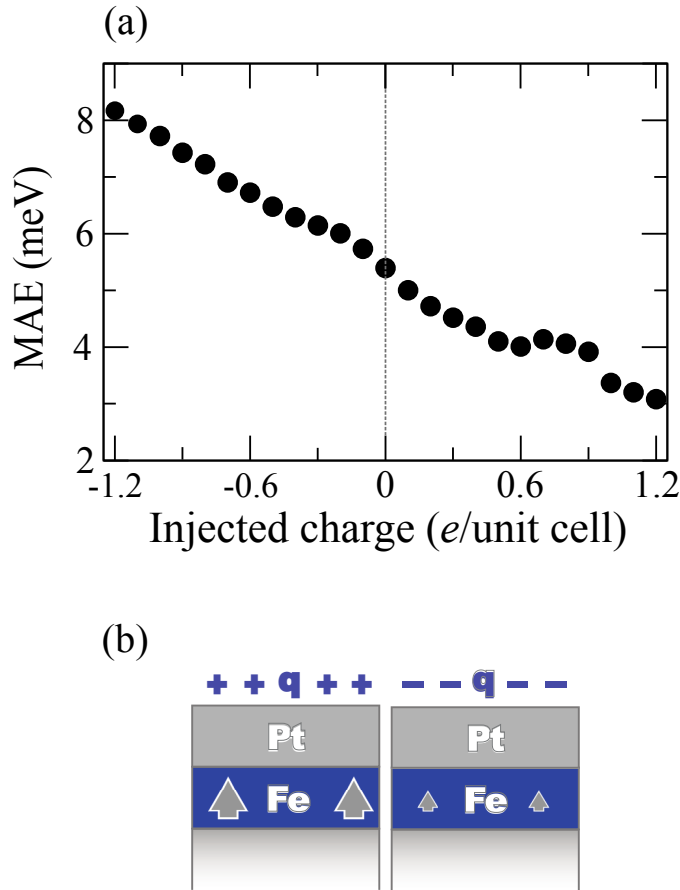 (a)
MAE (meV)
8
6
4
2
-1.2 -0.6 0 0.6 1.2
Injected charge (e/unit cell)
(b)
+ + q + + − − q − −
Pt Pt
Fe Fe